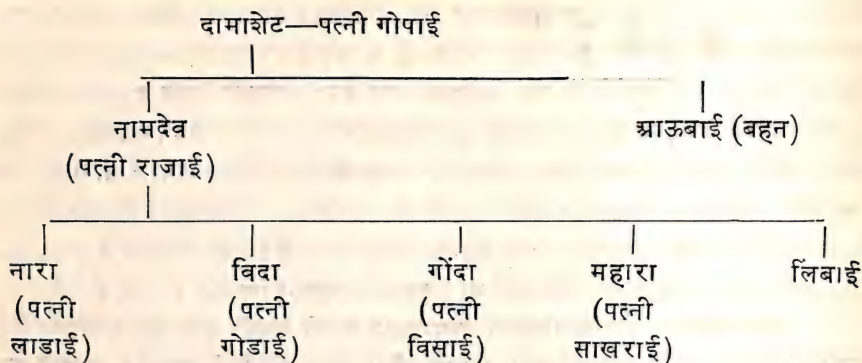 दामाशेट—पत्नी गोपाई
नामदेव आऊबाई (बहन)
(पत्नी राजाई)
नारा विदा गोंदा महारा लिंबाई
(पत्नी (पत्नी (पत्नी (पत्नी
लाडाई) गोडाई) विसाई) साखराई)